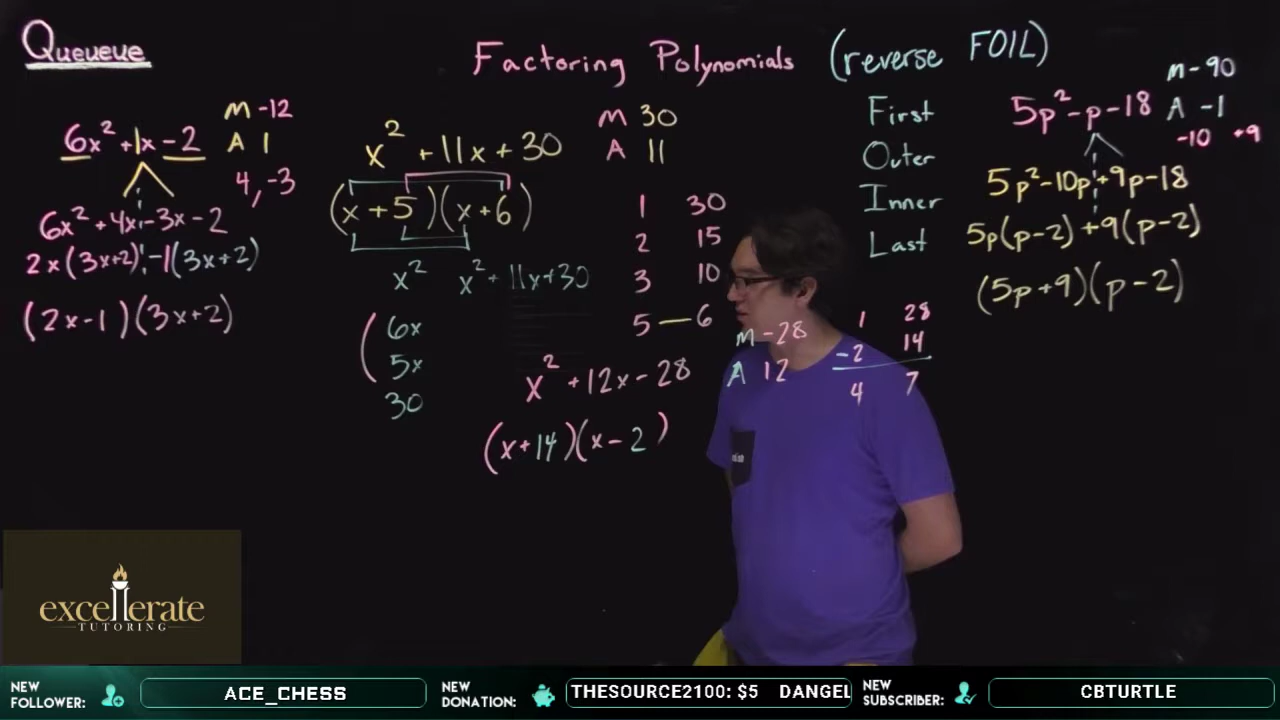 Queueue
Factoring Polynomials (reverse FOIL)
6x² + 1x - 2
M -12
A 1
4, -3
6x² + 4x - 3x - 2
2x(3x+2) - 1(3x+2)
(2x - 1)(3x+2)
x² + 11x + 30
M 30
A 11
(x + 5)(x + 6)
x² x² + 11x + 30
6x
5x
30
1 30
2 15
3 10
5 — 6
x² + 12x - 28
M -28
A 12
(x + 14)(x - 2)
1 28
-2 14
4 7
First
Outer
Inner
Last
5p² - p - 18
M - 90
A -1
-10 +9
5p² - 10p + 9p - 18
5p(p - 2) + 9(p - 2)
(5p + 9)(p - 2)
excellerate
TUTORING
NEW FOLLOWER:
ACE_CHESS
NEW DONATION:
THESOURCE2100: $5 DANGEL
NEW SUBSCRIBER:
CBTURTLE